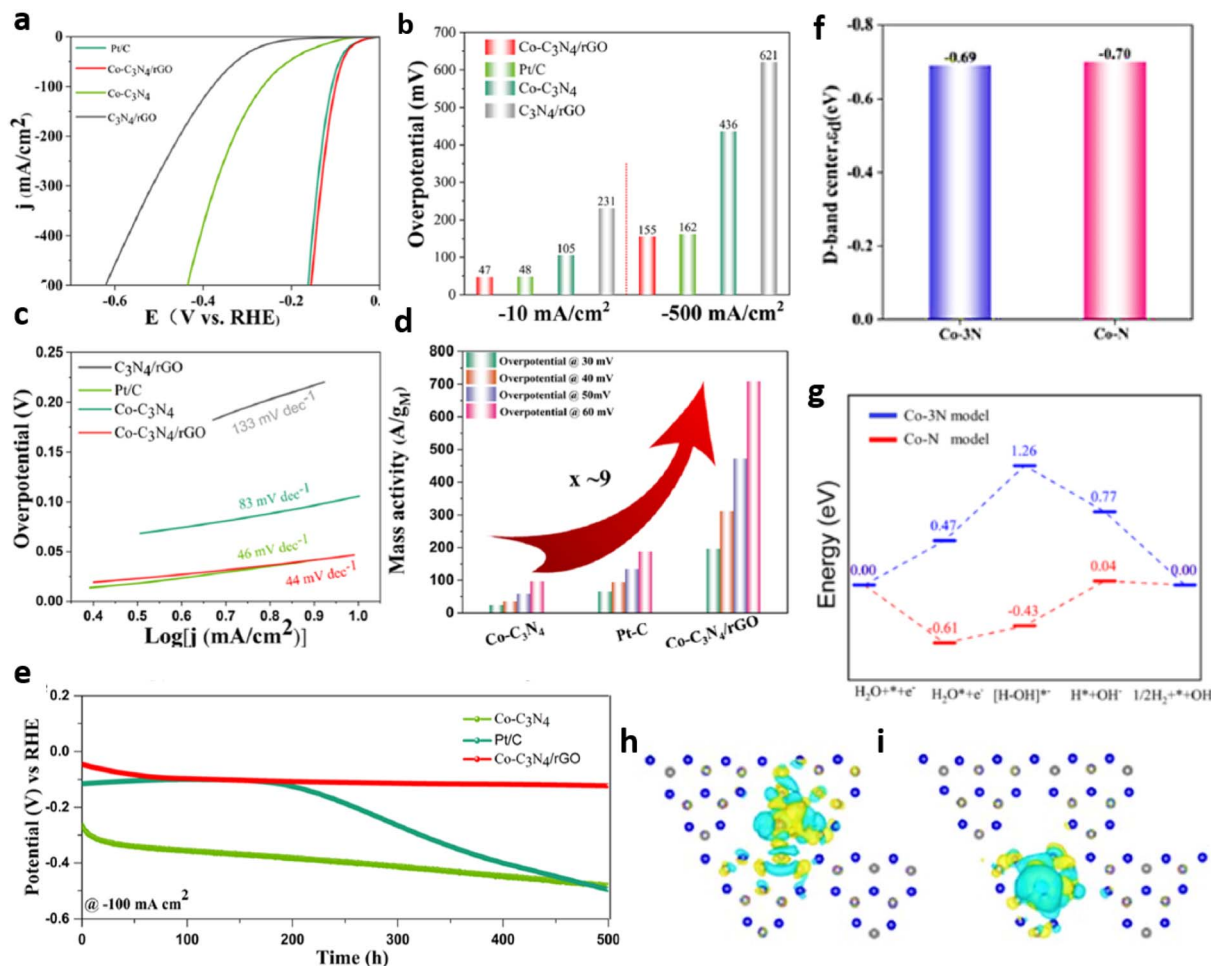 a
0
-100
-200
-300
-400
j (mA/cm²)
Pt/C
Co-C₃N₄/rGO
Co-C₃N₄
C₃N₄/rGO
-0.6
-0.4
-0.2
0.
E (V vs. RHE)
b
700
600
500
400
300
200
100
0
Overpotential (mV)
Co-C₃N₄/rGO
Pt/C
Co-C₃N₄
C₃N₄/rGO
47
48
105
231
155
162
436
621
-10 mA/cm²
-500 mA/cm²
f
-0.8
-0.6
-0.4
-0.2
0.0
D-band center,εd(eV)
-0.69
-0.70
Co-3N
Co-N
c
0.25
0.20
0.15
0.10
0.05
0.00
Overpotential (V)
C₃N₄/rGO
Pt/C
Co-C₃N₄
Co-C₃N₄/rGO
133 mV dec⁻¹
83 mV dec⁻¹
46 mV dec⁻¹
44 mV dec⁻¹
0.4
0.5
0.6
0.7
0.8
0.9
1.0
Log[j (mA/cm²)]
d
800
700
600
500
400
300
200
100
0
Mass activity (A/gM)
Overpotential @ 30 mV
Overpotential @ 40 mV
Overpotential @ 50mV
Overpotential @ 60 mV
x ~9
Co-C₃N₄
Pt-C
Co-C₃N₄/rGO
g
Energy (eV)
Co-3N model
Co-N model
0.00
0.47
1.26
0.77
0.00
-0.61
-0.43
0.04
H₂O+*+e⁻
H₂O*+e⁻
[H-OH]*⁻
H*+OH⁻
1/2H₂+*+OH
e
0.2
0.0
-0.2
-0.4
-0.6
Potential (V) vs RHE
Co-C₃N₄
Pt/C
Co-C₃N₄/rGO
@ -100 mA cm²
0
100
200
300
400
500
Time (h)
h
i